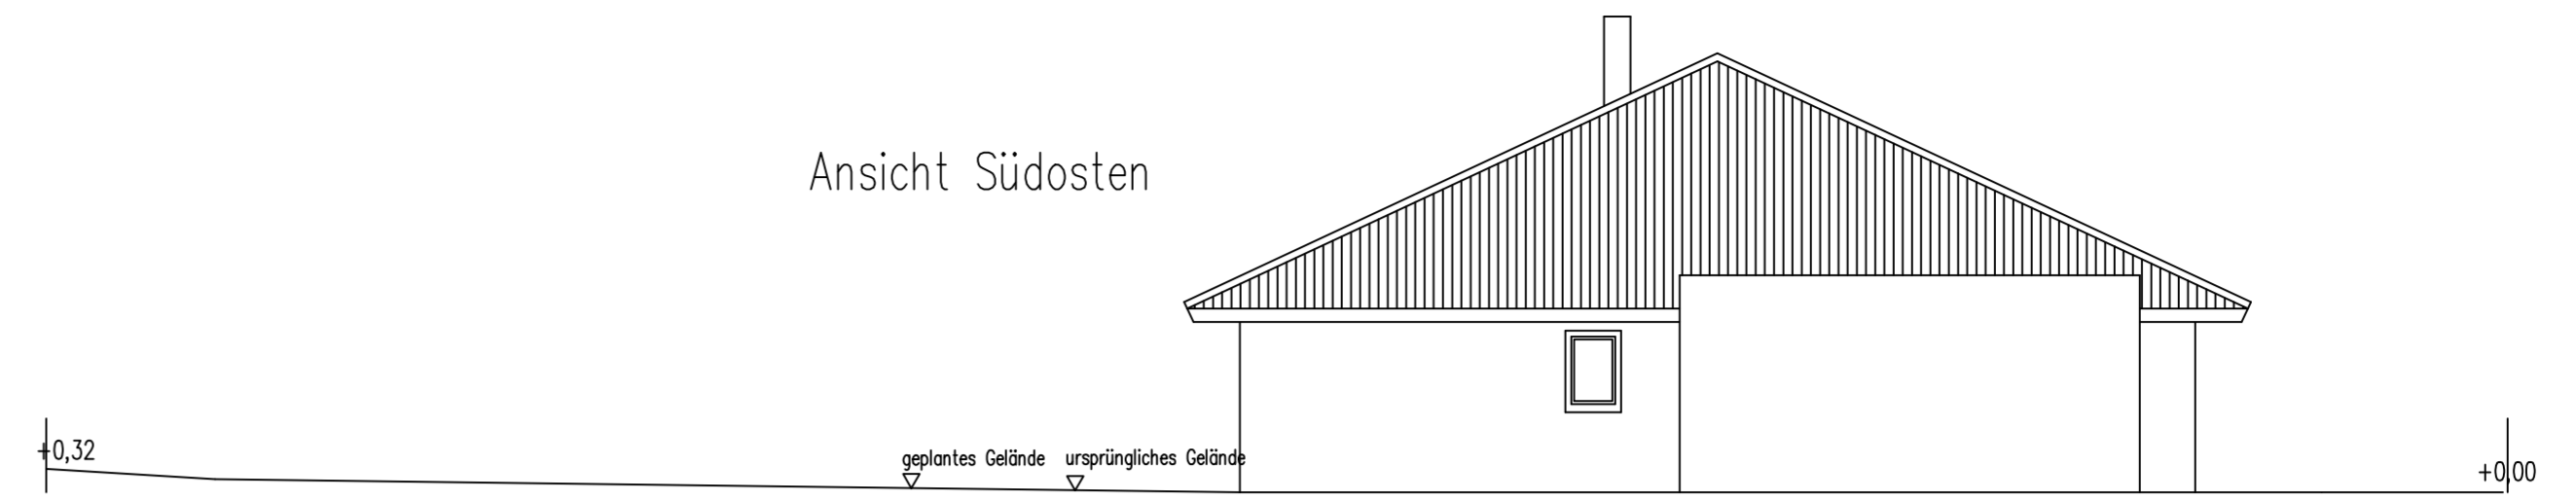 Ansicht Südosten
+0,32
geplantes Gelände
ursprüngliches Gelände
+0,00